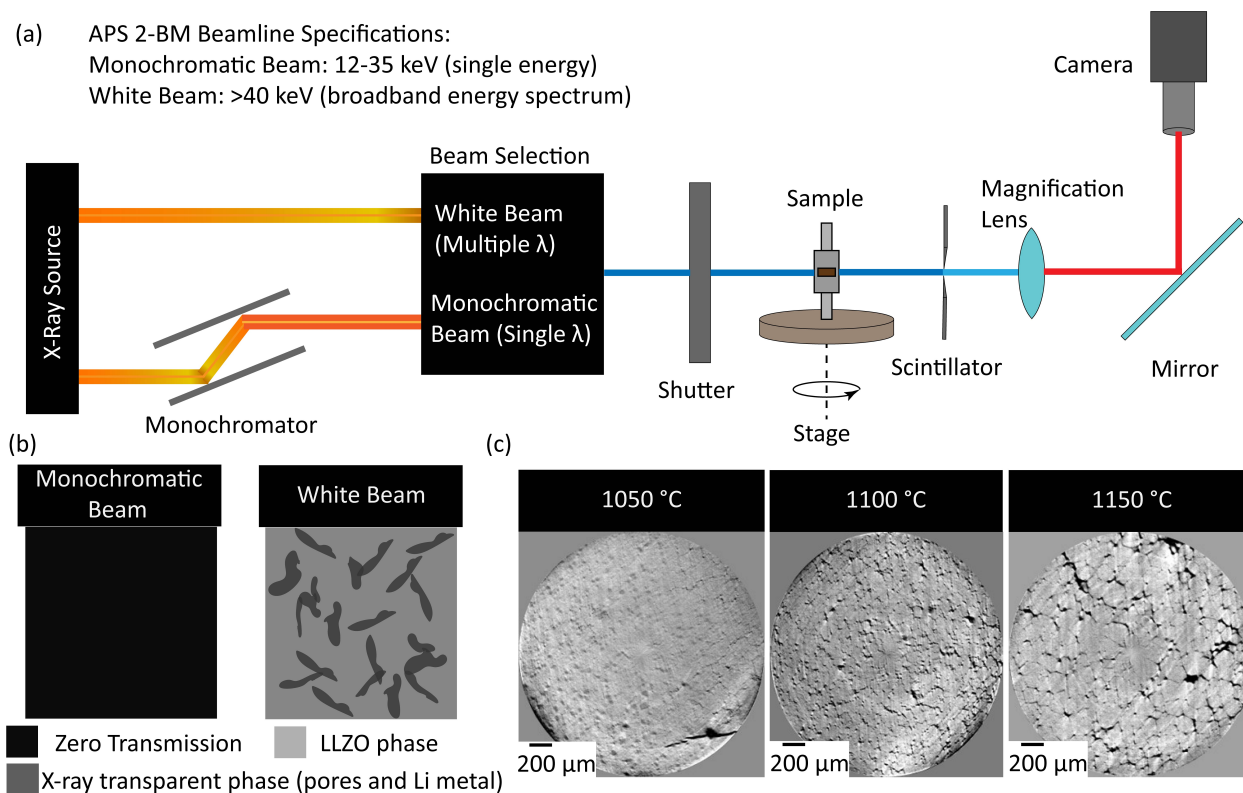 (a)
APS 2-BM Beamline Specifications:
Monochromatic Beam: 12-35 keV (single energy)
White Beam: >40 keV (broadband energy spectrum)
X-Ray Source
Monochromator
Beam Selection
White Beam
(Multiple λ)
Monochromatic
Beam (Single λ)
Shutter
Sample
Stage
Scintillator
Magnification
Lens
Camera
Mirror
(b)
Monochromatic
Beam
White Beam
Zero Transmission
LLZO phase
X-ray transparent phase (pores and Li metal)
(c)
1050 °C
1100 °C
1150 °C
200 µm
200 µm
200 µm